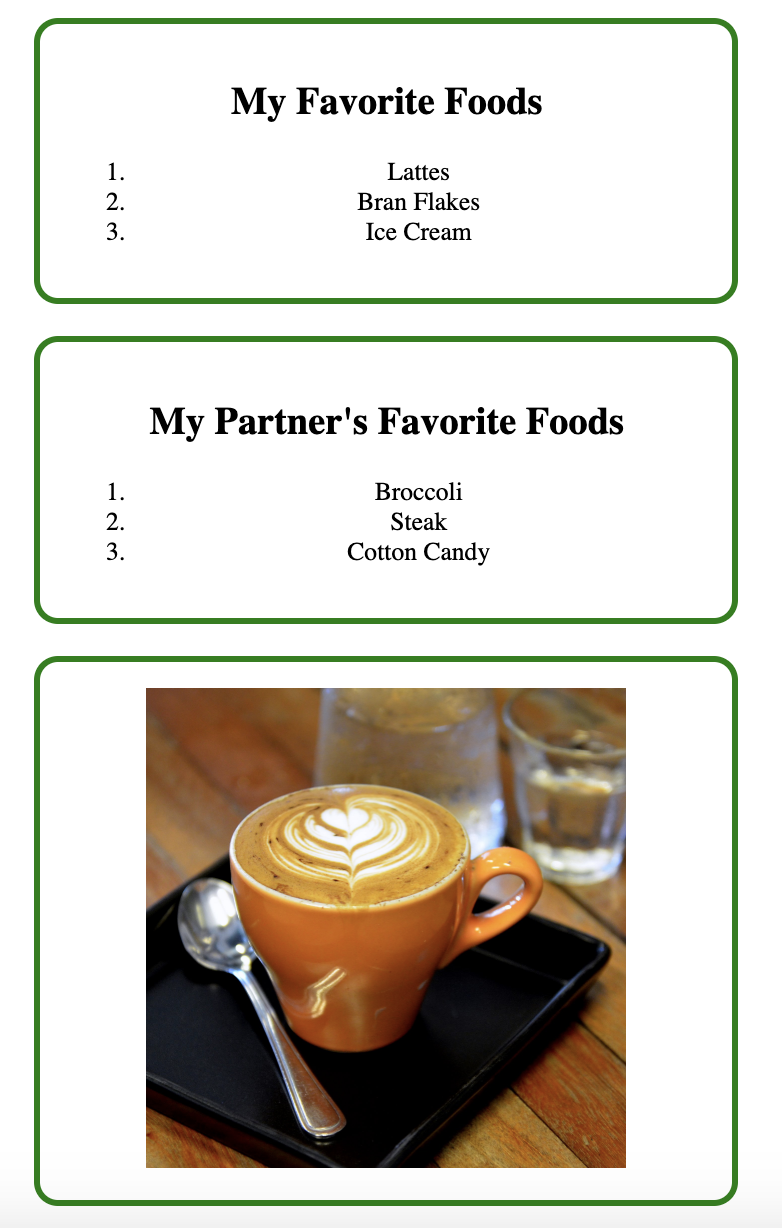 My Favorite Foods
1. Lattes
2. Bran Flakes
3. Ice Cream
My Partner's Favorite Foods
1. Broccoli
2. Steak
3. Cotton Candy